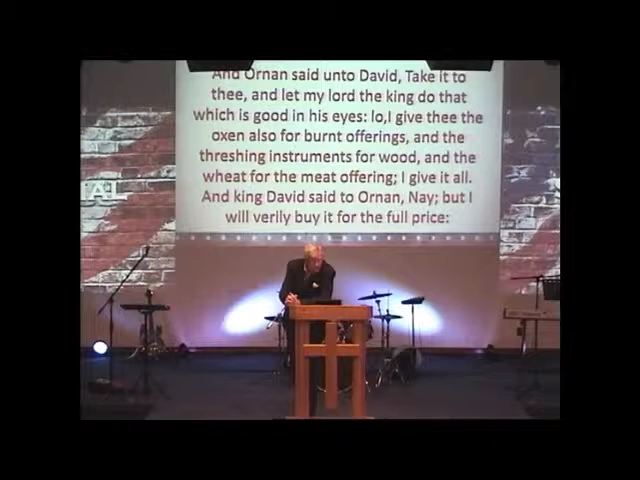 And Ornan said unto David, Take it to
thee, and let my lord the king do that
which is good in his eyes: lo,I give thee the
oxen also for burnt offerings, and the
threshing instruments for wood, and the
wheat for the meat offering; I give it all.
And king David said to Ornan, Nay; but I
will verily buy it for the full price: